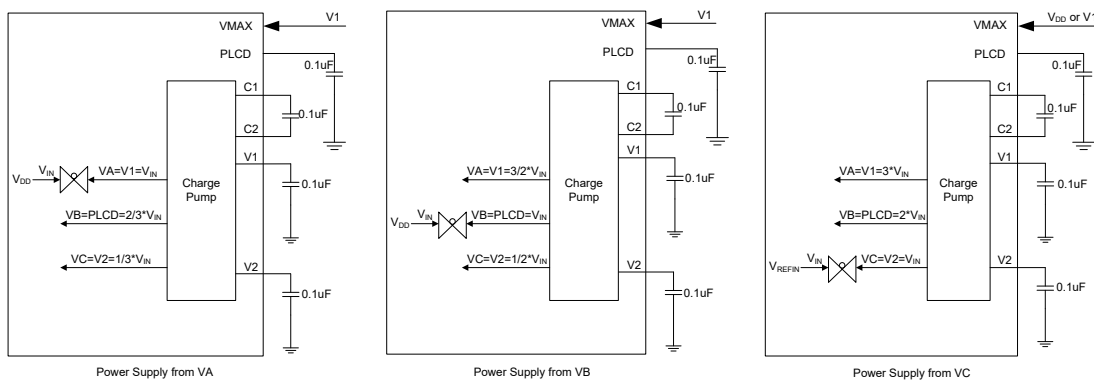 VMAX
V1
PLCD
0.1uF
C1
0.1uF
C2
V1
VDD
VIN
VA=V1=VIN
Charge
Pump
0.1uF
VB=PLCD=2/3*VIN
VC=V2=1/3*VIN
V2
0.1uF
Power Supply from VA
VMAX
V1
PLCD
0.1uF
C1
0.1uF
C2
V1
VA=V1=3/2*VIN
Charge
Pump
0.1uF
VDD
VIN
VB=PLCD=VIN
VC=V2=1/2*VIN
V2
0.1uF
Power Supply from VB
VMAX
VDD or V1
PLCD
0.1uF
C1
0.1uF
C2
V1
VA=V1=3*VIN
Charge
Pump
0.1uF
VB=PLCD=2*VIN
VREFIN
VIN
VC=V2=VIN
V2
0.1uF
Power Supply from VC